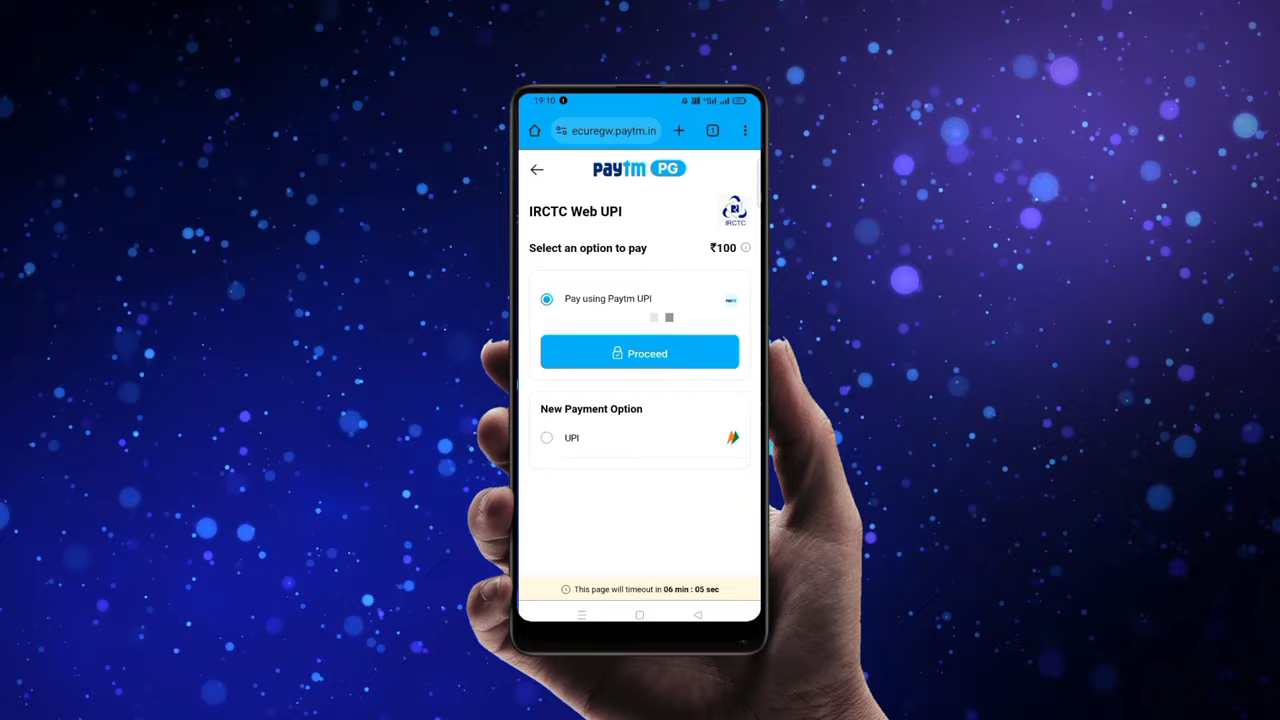 19:10
ecuregw.paytm.in
1
paytm PG
IRCTC Web UPI
IRCTC
Select an option to pay
₹100
Pay using Paytm UPI
Proceed
New Payment Option
UPI
This page will timeout in 06 min : 05 sec